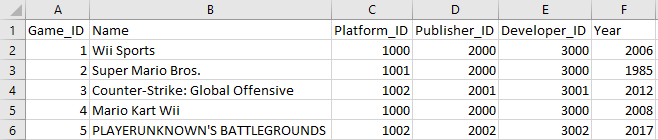 A B C D E F
1 Game_ID Name Platform_ID Publisher_ID Developer_ID Year
2 1 Wii Sports 1000 2000 3000 2006
3 2 Super Mario Bros. 1001 2000 3000 1985
4 3 Counter-Strike: Global Offensive 1002 2001 3001 2012
5 4 Mario Kart Wii 1000 2000 3000 2008
6 5 PLAYERUNKNOWN'S BATTLEGROUNDS 1002 2002 3002 2017